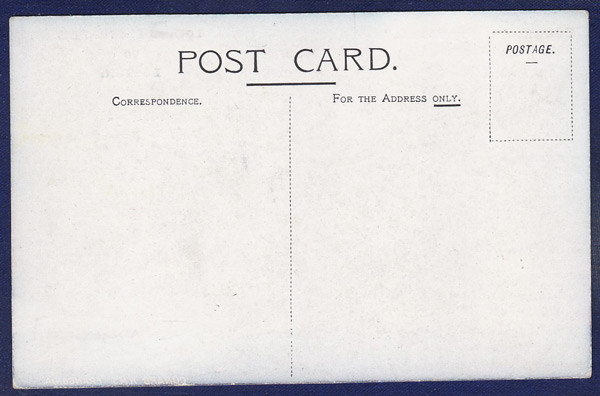 POST CARD.
POSTAGE.
CORRESPONDENCE.
FOR THE ADDRESS ONLY.